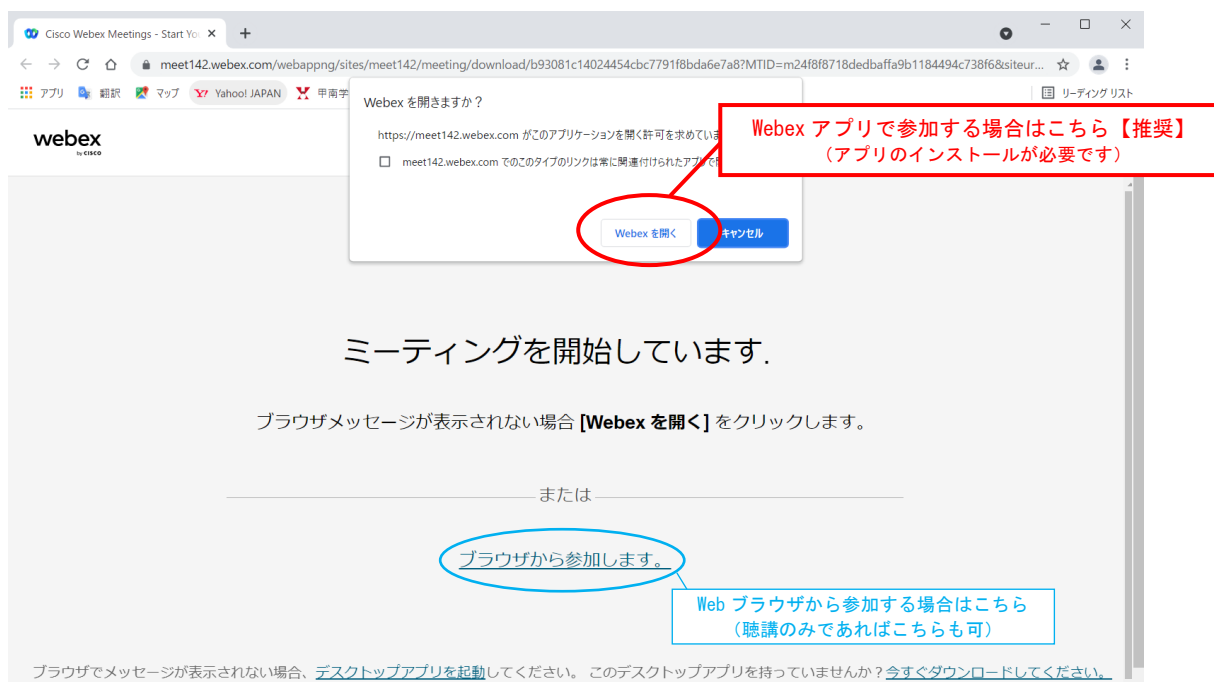 Cisco Webex Meetings - Start Yo
meet142.webex.com/webappng/sites/meet142/meeting/download/b93081c14024454cbc7791f8bda6e7a8?MTID=m24f8f8718dedbaffa9b1184494c738f6&siteur...
アプリ 翻訳 マップ Yahoo! JAPAN 甲南学 リーディング リスト
webex
by CISCO
Webex を開きますか？
https://meet142.webex.com がこのアプリケーションを開く許可を求めていま
meet142.webex.com でのこのタイプのリンクは常に関連付けられたアプリで
Webex を開く キャンセル
Webex アプリで参加する場合はこちら【推奨】
（アプリのインストールが必要です）
ミーティングを開始しています.
ブラウザメッセージが表示されない場合 [Webex を開く] をクリックします。
または
ブラウザから参加します。
Web ブラウザから参加する場合はこちら
（聴講のみであればこちらも可）
ブラウザでメッセージが表示されない場合、デスクトップアプリを起動してください。 このデスクトップアプリを持っていませんか？今すぐダウンロードしてください。